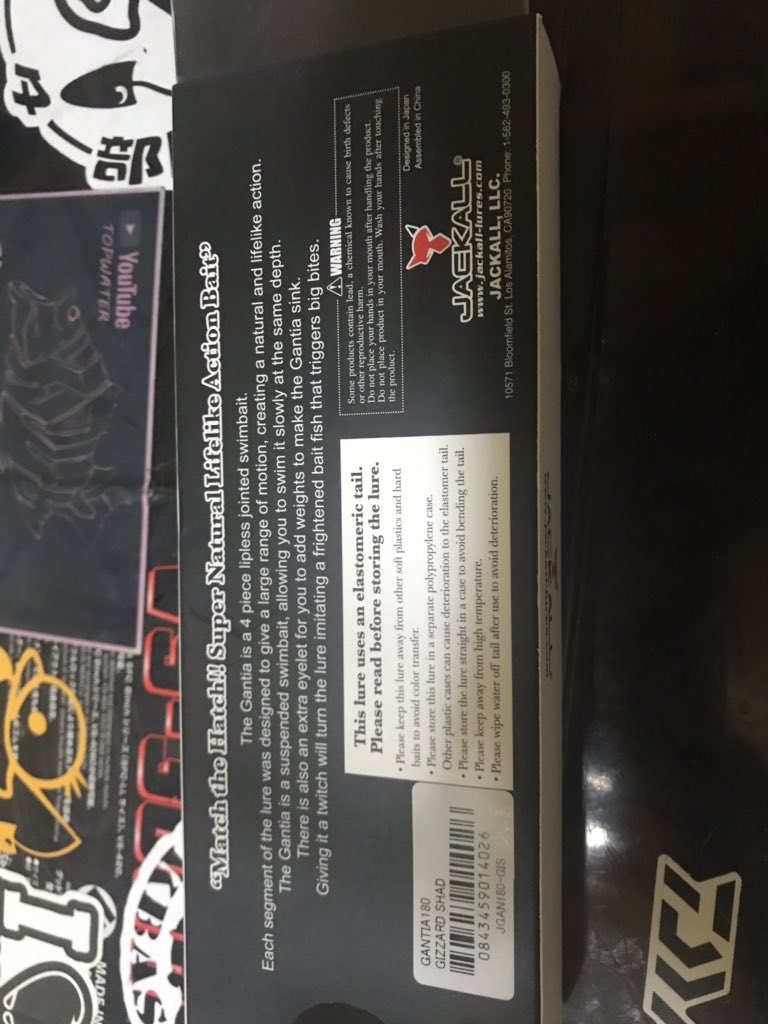 “Match the Hatch!! Super Natural Lifelike Action Bait”
The Gantia is a 4 piece lipless jointed swimbait.
Each segment of the lure was designed to give a large range of motion, creating a natural and lifelike action.
The Gantia is a suspended swimbait, allowing you to swim it slowly at the same depth.
There is also an extra eyelet for you to add weights to make the Gantia sink.
Giving it a twitch will turn the lure imitating a frightened bait fish that triggers big bites.
This lure uses an elastomeric tail.
Please read before storing the lure.
• Please keep this lure away from other soft plastics and hard
baits to avoid color transfer.
• Please store this lure in a separate polypropylene case.
Other plastic cases can cause deterioration to the elastomer tail.
• Please store the lure straight in a case to avoid bending the tail.
• Please keep away from high temperature.
• Please wipe water off tail after use to avoid deterioration.
⚠WARNING
Some products contain lead, a chemical known to cause birth defects
or other reproductive harm.
Do not place your hands in your mouth after handling the product.
Do not place product in your mouth. Wash your hands after touching
the product.
Designed in Japan
Assembled in China
JACKALL®
www.jackall-lures.com
JACKALL, LLC.
10571 Bloomfield St. Los Alamitos, CA90720 Phone: 1-562-493-0300
GANTIA180
GIZZARD SHAD
0843459014026
JGAN180-GIS
YouTube
TOPWATER
MADE IN